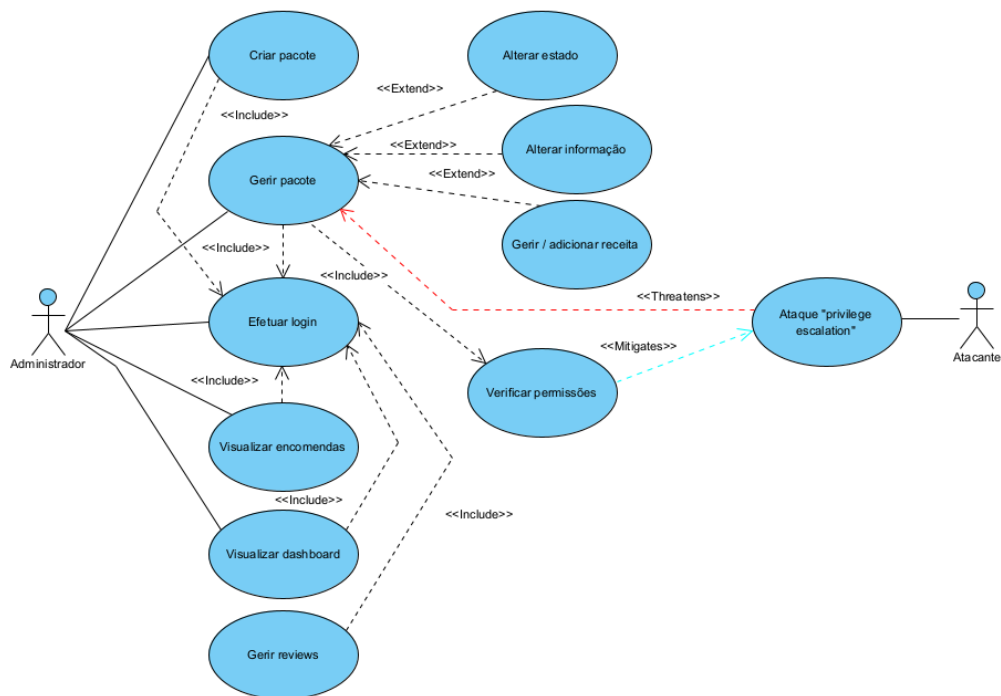 Criar pacote
Alterar estado
<<Extend>>
<<Include>>
<<Extend>>
Alterar informação
Gerir pacote
<<Extend>>
<<Include>>
<<Include>>
Gerir / adicionar receita
<<Threatens>>
Efetuar login
Ataque "privilege
escalation"
Administrador
Atacante
<<Mitigates>>
<<Include>>
Verificar permissões
Visualizar encomendas
<<Include>>
<<Include>>
Visualizar dashboard
Gerir reviews